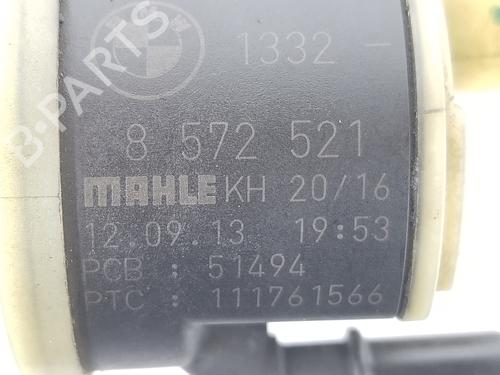 1332 -
8 572 521
MAHLE KH 20/16
12.09.13 19:53
PCB : 51494
PTC : 111761566
B-PARTS